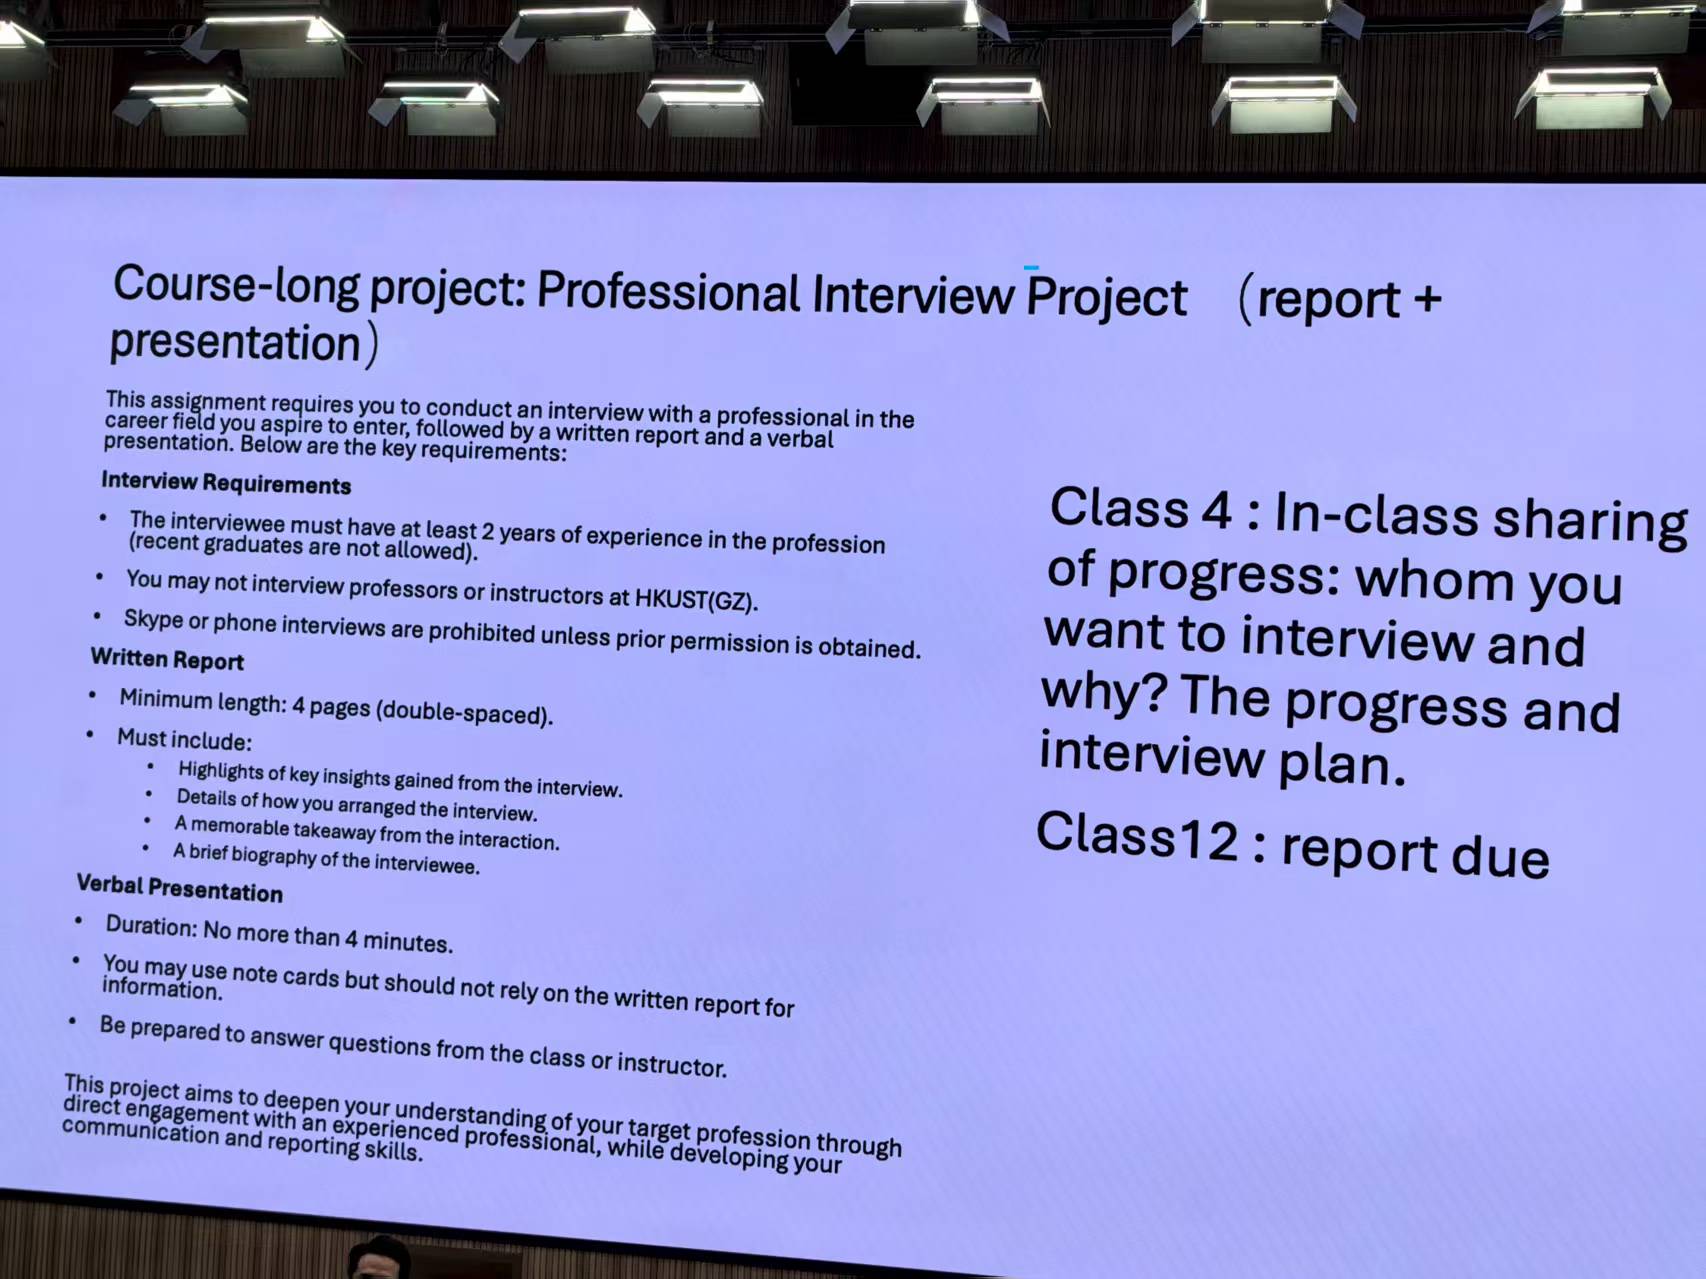 Course-long project: Professional Interview Project （report +
presentation）
This assignment requires you to conduct an interview with a professional in the
career field you aspire to enter, followed by a written report and a verbal
presentation. Below are the key requirements:
Interview Requirements
• The interviewee must have at least 2 years of experience in the profession
(recent graduates are not allowed).
• You may not interview professors or instructors at HKUST(GZ).
• Skype or phone interviews are prohibited unless prior permission is obtained.
Written Report
• Minimum length: 4 pages (double-spaced).
• Must include:
• Highlights of key insights gained from the interview.
• Details of how you arranged the interview.
• A memorable takeaway from the interaction.
• A brief biography of the interviewee.
Verbal Presentation
• Duration: No more than 4 minutes.
• You may use note cards but should not rely on the written report for
information.
• Be prepared to answer questions from the class or instructor.
This project aims to deepen your understanding of your target profession through
direct engagement with an experienced professional, while developing your
communication and reporting skills.
Class 4 : In-class sharing
of progress: whom you
want to interview and
why? The progress and
interview plan.
Class12 : report due